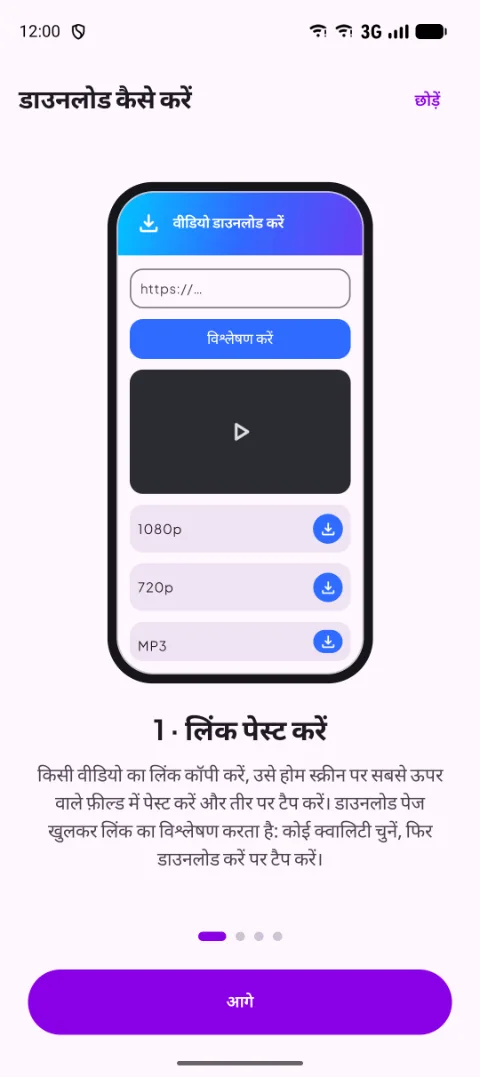 12:00
3G
डाउनलोड कैसे करें
छोड़ें
वीडियो डाउनलोड करें
https://…
विश्लेषण करें
1080p
720p
MP3
1 · लिंक पेस्ट करें
किसी वीडियो का लिंक कॉपी करें, उसे होम स्क्रीन पर सबसे ऊपर
वाले फ़ील्ड में पेस्ट करें और तीर पर टैप करें। डाउनलोड पेज
खुलकर लिंक का विश्लेषण करता है: कोई क्वालिटी चुनें, फिर
डाउनलोड करें पर टैप करें।
आगे